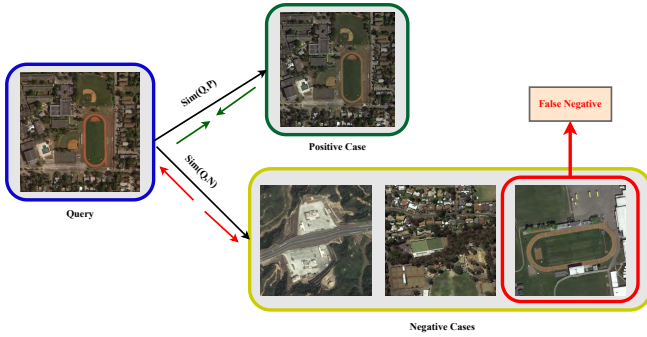 Sim(Q,P)
False Negative
Positive Case
Sim(Q,N)
Query
Negative Cases